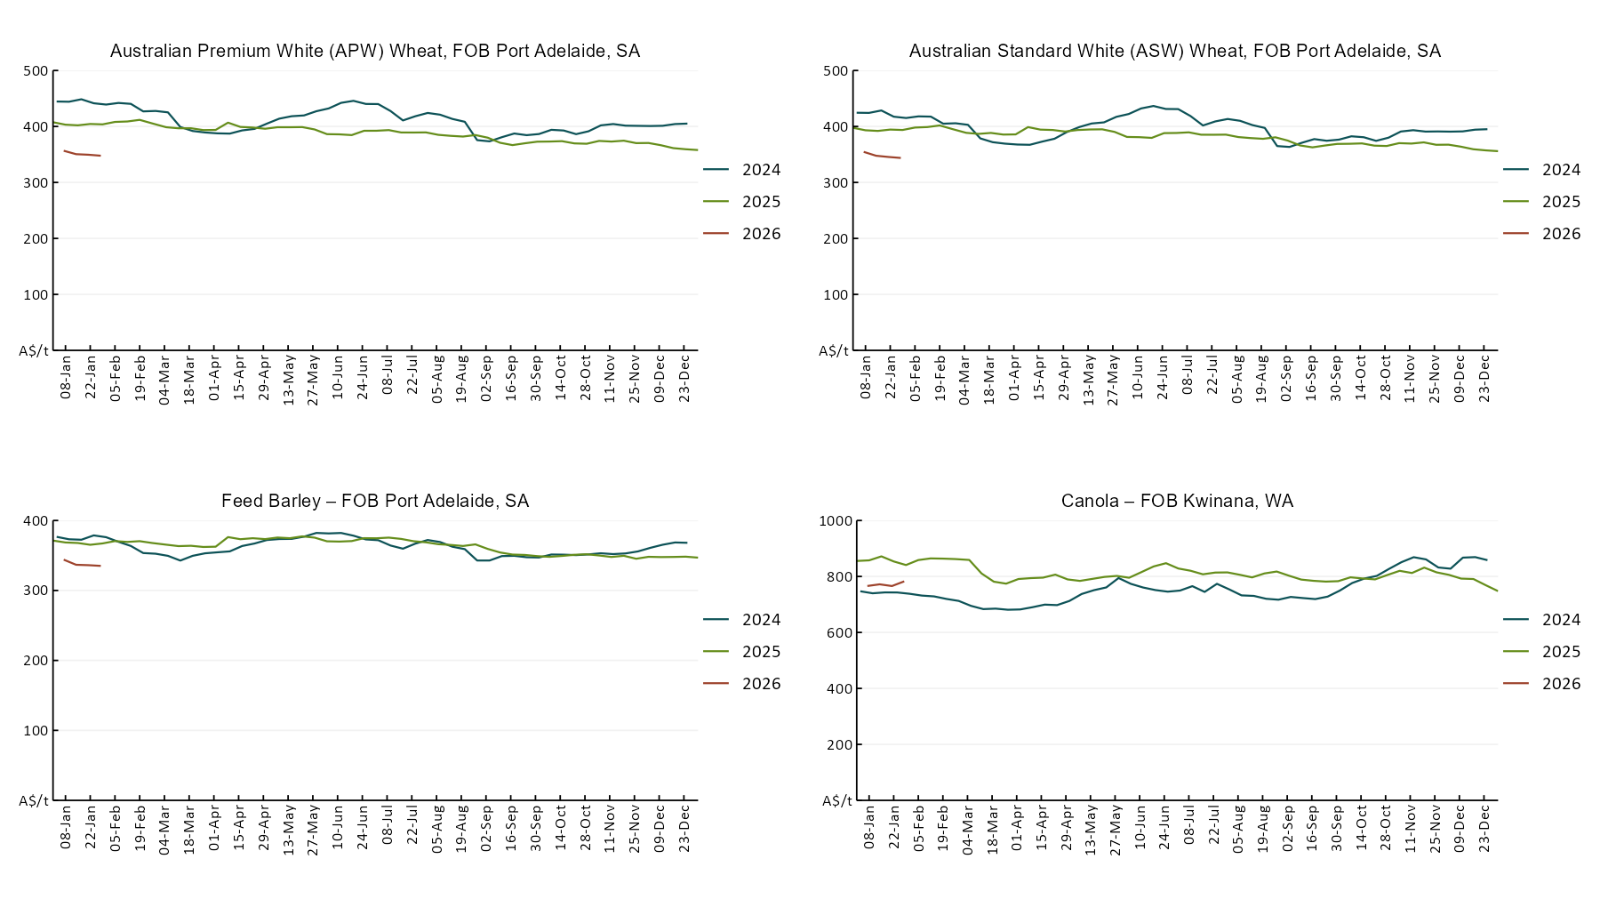 Australian Premium White (APW) Wheat, FOB Port Adelaide, SA
500
400
300
200
100
A$/t
08-Jan
22-Jan
05-Feb
19-Feb
04-Mar
18-Mar
01-Apr
15-Apr
29-Apr
13-May
27-May
10-Jun
24-Jun
08-Jul
22-Jul
05-Aug
19-Aug
02-Sep
16-Sep
30-Sep
14-Oct
28-Oct
11-Nov
25-Nov
09-Dec
23-Dec
2024
2025
2026
Australian Standard White (ASW) Wheat, FOB Port Adelaide, SA
500
400
300
200
100
A$/t
08-Jan
22-Jan
05-Feb
19-Feb
04-Mar
18-Mar
01-Apr
15-Apr
29-Apr
13-May
27-May
10-Jun
24-Jun
08-Jul
22-Jul
05-Aug
19-Aug
02-Sep
16-Sep
30-Sep
14-Oct
28-Oct
11-Nov
25-Nov
09-Dec
23-Dec
2024
2025
2026
Feed Barley – FOB Port Adelaide, SA
400
300
200
100
A$/t
08-Jan
22-Jan
05-Feb
19-Feb
04-Mar
18-Mar
01-Apr
15-Apr
29-Apr
13-May
27-May
10-Jun
24-Jun
08-Jul
22-Jul
05-Aug
19-Aug
02-Sep
16-Sep
30-Sep
14-Oct
28-Oct
11-Nov
25-Nov
09-Dec
23-Dec
2024
2025
2026
Canola – FOB Kwinana, WA
1000
800
600
400
200
A$/t
08-Jan
22-Jan
05-Feb
19-Feb
04-Mar
18-Mar
01-Apr
15-Apr
29-Apr
13-May
27-May
10-Jun
24-Jun
08-Jul
22-Jul
05-Aug
19-Aug
02-Sep
16-Sep
30-Sep
14-Oct
28-Oct
11-Nov
25-Nov
09-Dec
23-Dec
2024
2025
2026